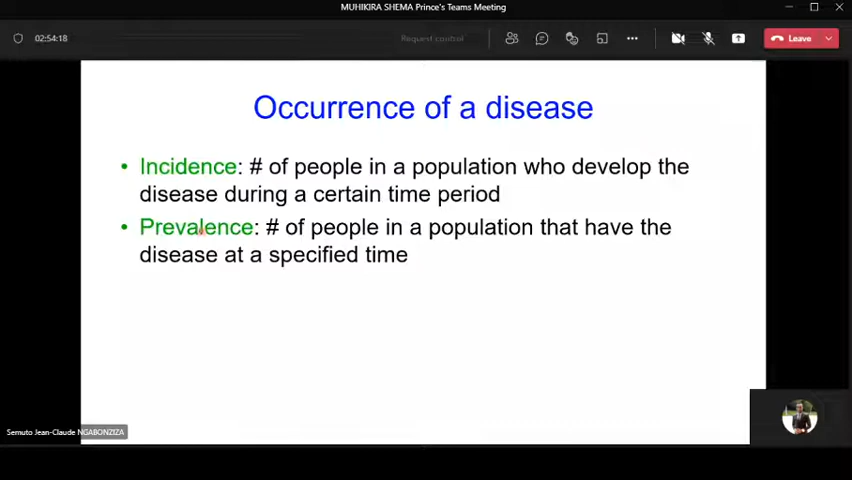 MUHIKIRA SHEMA Prince's Teams Meeting
02:54:18
Request control
Leave
Occurrence of a disease
• Incidence: # of people in a population who develop the
disease during a certain time period
• Prevalence: # of people in a population that have the
disease at a specified time
Semuto Jean-Claude NGABONZIZA